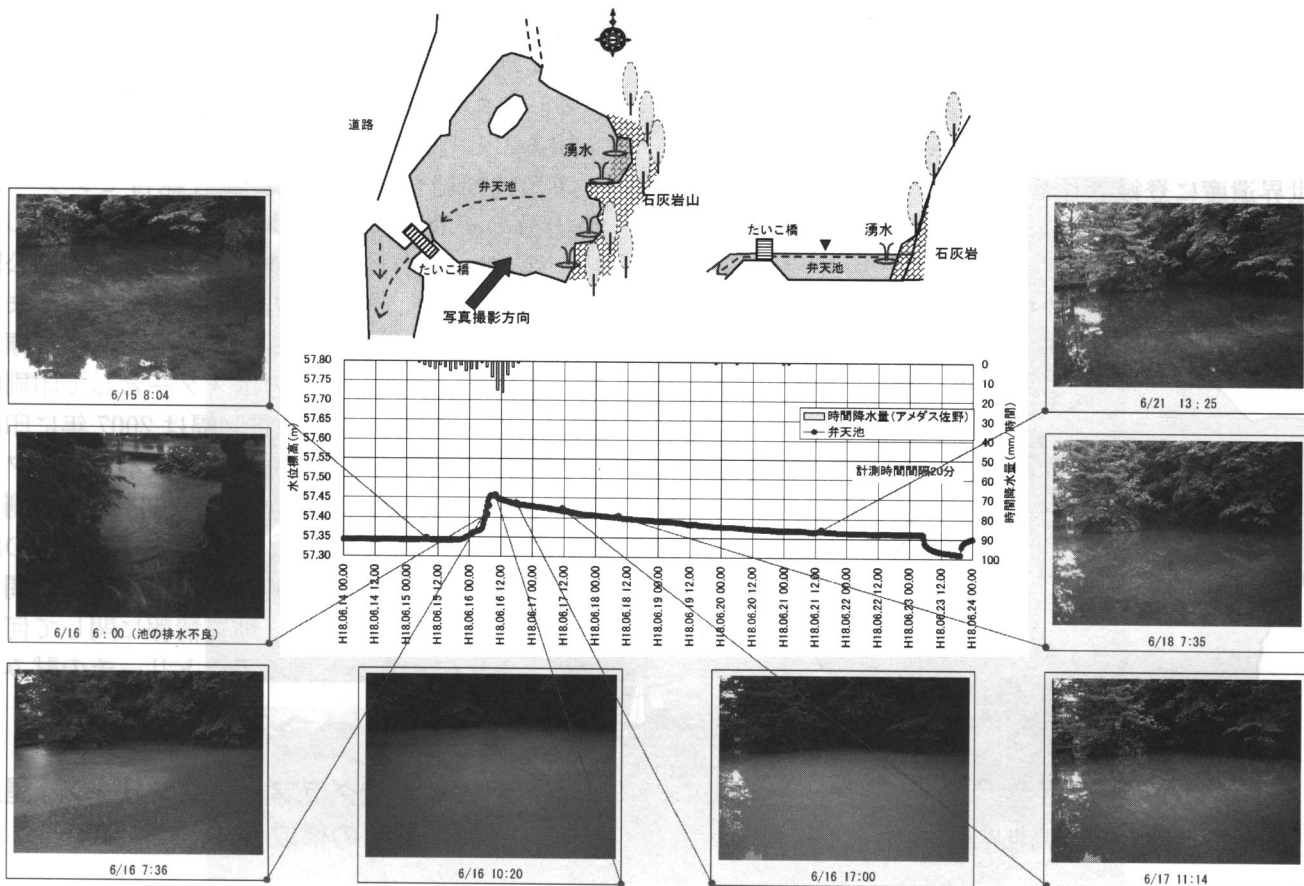 道路
湧水
弁天池
石灰岩山
たいこ橋
写真撮影方向
たいこ橋
湧水
弁天池
石灰岩
6/15 8:04
6/16 6:00 (池の排水不良)
6/16 7:36
6/16 10:20
6/16 17:00
6/17 11:14
6/18 7:35
6/21 13:25
水位標高(m)
57.80
57.75
57.70
57.65
57.60
57.55
57.50
57.45
57.40
57.35
57.30
時間降水量(アメダス佐野)
弁天池
計測時間間隔20分
0
10
20
30
40
50
60
70
80
90
100
時間降水量(mm/時間)
H18.06.14 00.00
H18.06.14 12.00
H18.06.15 00.00
H18.06.15 12.00
H18.06.16 00.00
H18.06.16 12.00
H18.06.17 00.00
H18.06.17 12.00
H18.06.18 00.00
H18.06.18 12.00
H18.06.19 00.00
H18.06.19 12.00
H18.06.20 00.00
H18.06.20 12.00
H18.06.21 00.00
H18.06.21 12.00
H18.06.22 00.00
H18.06.22 12.00
H18.06.23 00.00
H18.06.23 12.00
H18.06.24 00.00